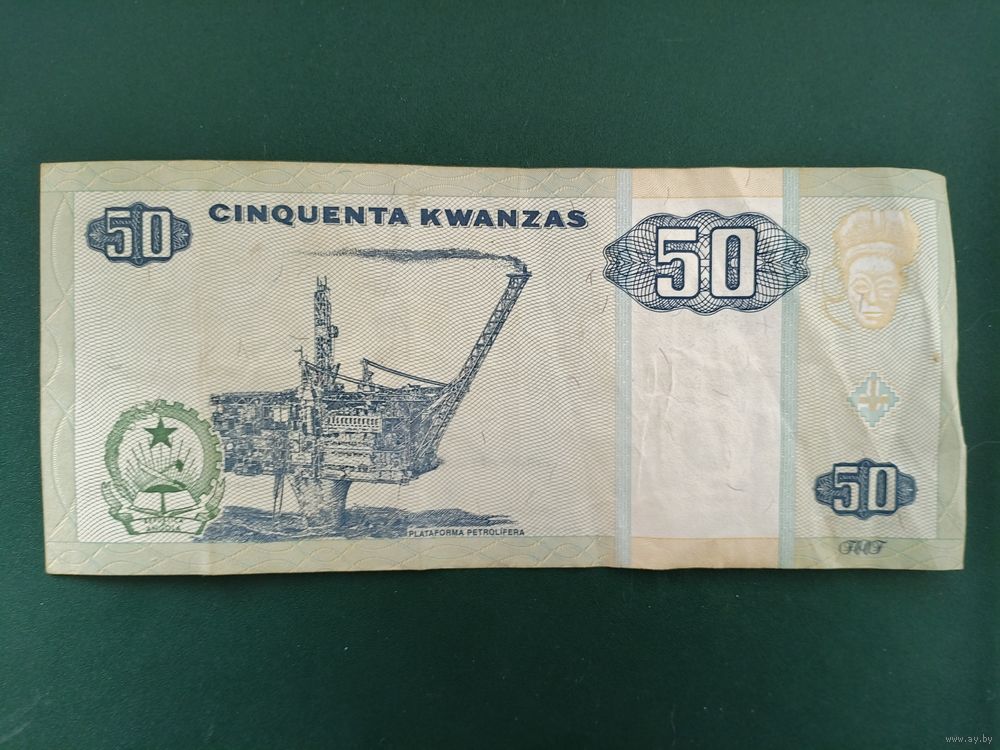 50
CINQUENTA KWANZAS
50
PLATAFORMA PETROLÍFERA
50
www.ay.by